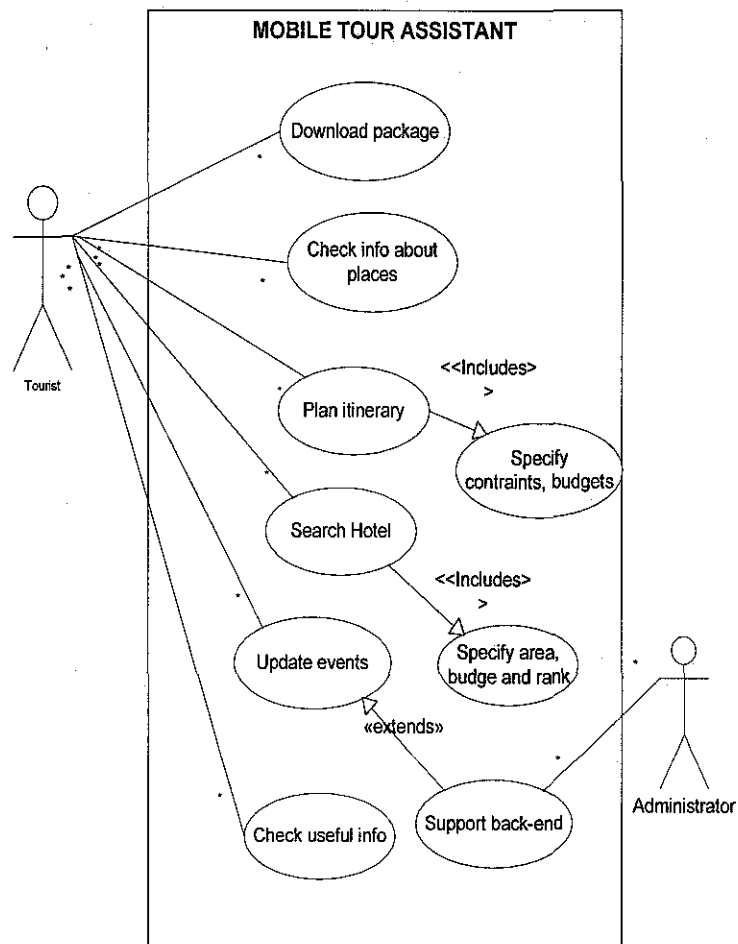 MOBILE TOUR ASSISTANT
Download package
*
Check info about
places
*
*
*
*
*
*
*
Tourist
<<Includes>
>
*
Plan itinerary
Specify
contraints, budgets
*
Search Hotel
<<Includes>
>
*
Update events
Specify area,
budge and rank
*
«extends»
*
Administrator
*
Check useful info
Support back-end